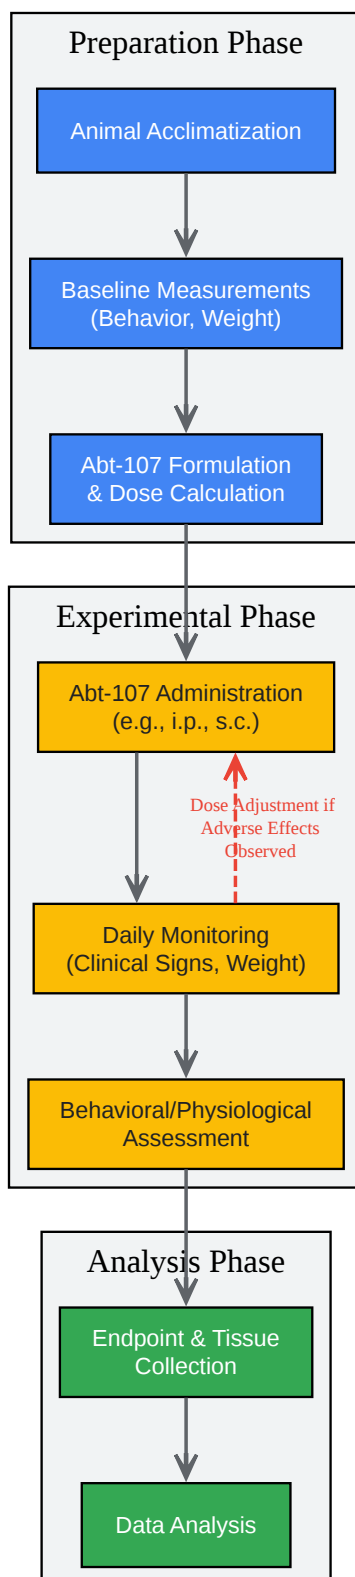 Preparation Phase
Animal Acclimatization
Baseline Measurements
(Behavior, Weight)
Abt-107 Formulation
& Dose Calculation
Experimental Phase
Abt-107 Administration
(e.g., i.p., s.c.)
Dose Adjustment if
Adverse Effects
Observed
Daily Monitoring
(Clinical Signs, Weight)
Behavioral/Physiological
Assessment
Analysis Phase
Endpoint & Tissue
Collection
Data Analysis